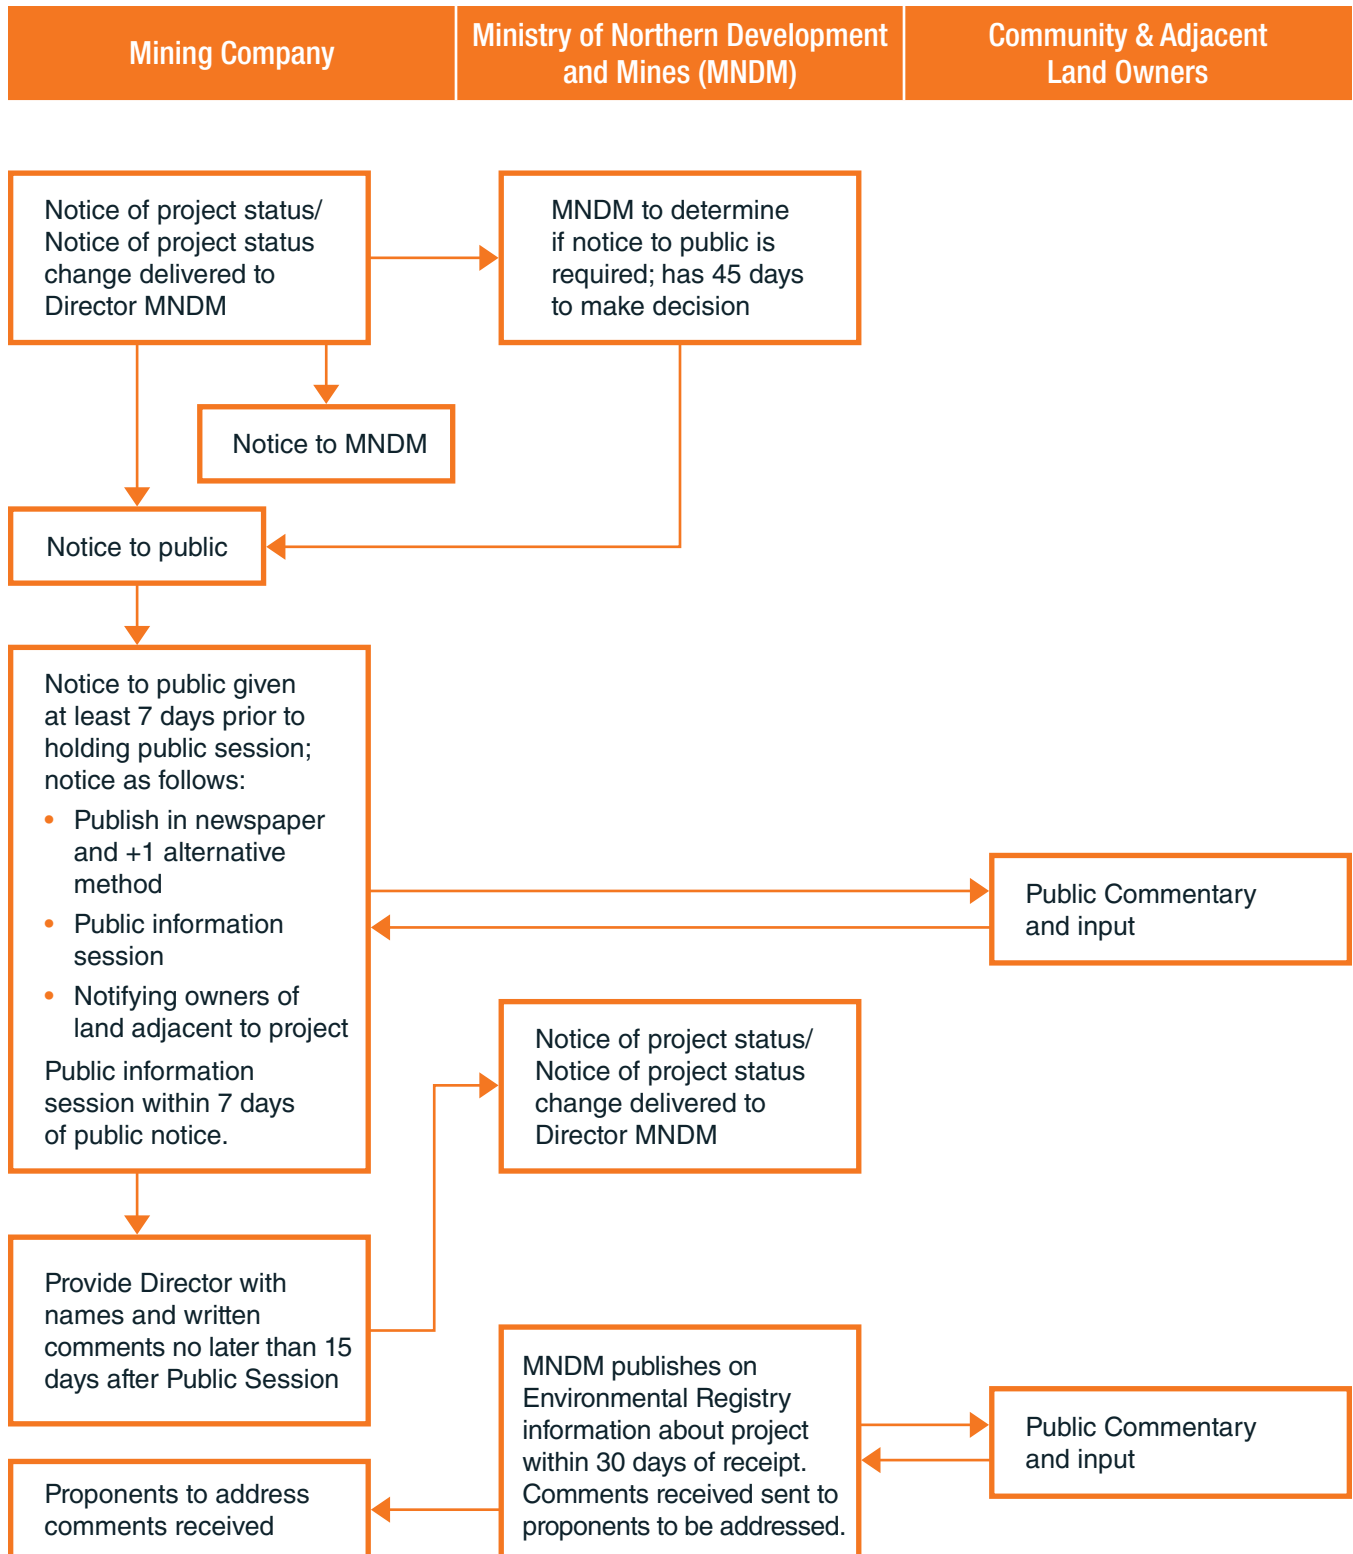 Mining Company
Ministry of Northern Development
and Mines (MNDM)
Community & Adjacent
Land Owners
Notice of project status/
Notice of project status
change delivered to
Director MNDM
MNDM to determine
if notice to public is
required; has 45 days
to make decision
Notice to MNDM
Notice to public
Notice to public given
at least 7 days prior to
holding public session;
notice as follows:
• Publish in newspaper
and +1 alternative
method
• Public information
session
• Notifying owners of
land adjacent to project
Public information
session within 7 days
of public notice.
Public Commentary
and input
Notice of project status/
Notice of project status
change delivered to
Director MNDM
Provide Director with
names and written
comments no later than 15
days after Public Session
MNDM publishes on
Environmental Registry
information about project
within 30 days of receipt.
Comments received sent to
proponents to be addressed.
Public Commentary
and input
Proponents to address
comments received